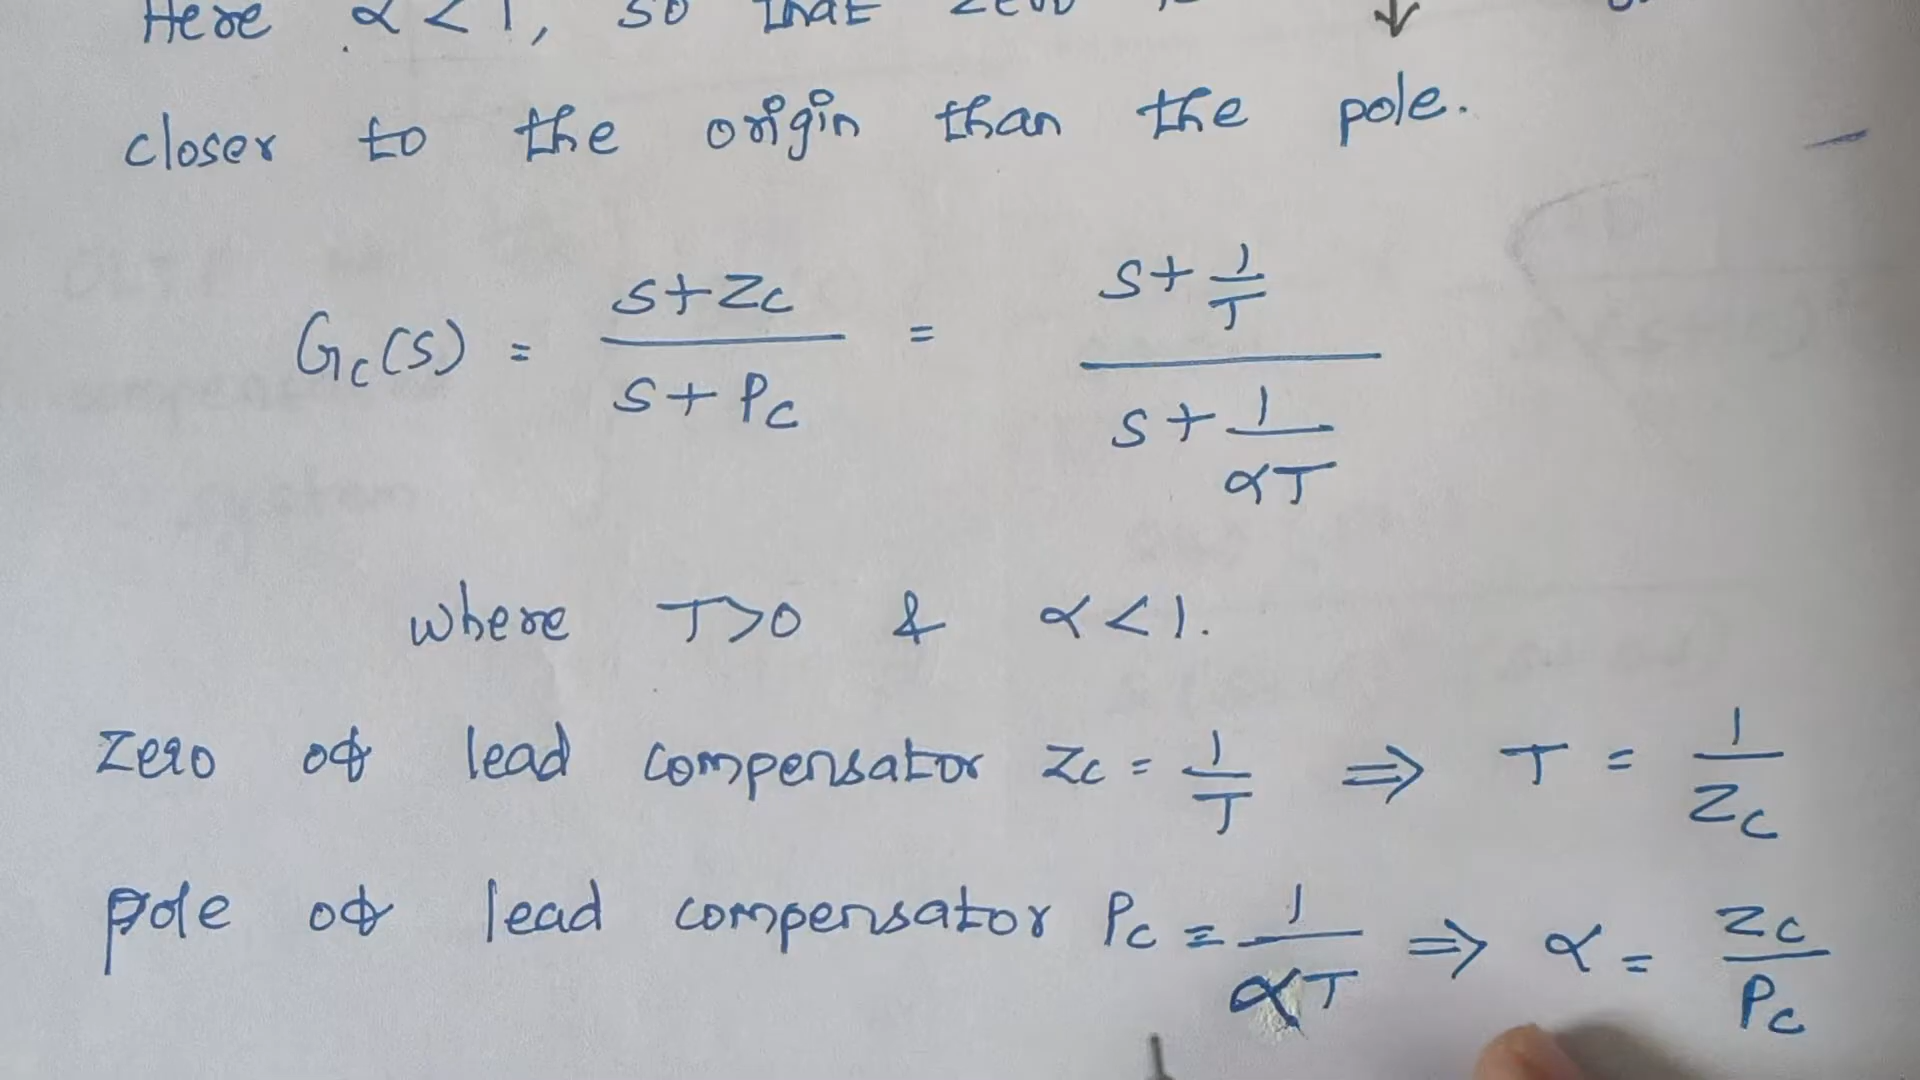 Here α < 1, so that zero
closer to the origin than the pole.
Gc(s) = (s+Zc)/(s+Pc) = (s+1/T)/(s+1/αT)
where T>0 & α<1.
Zero of lead compensator Zc = 1/T ⇒ T = 1/Zc
pole of lead compensator Pc = 1/αT ⇒ α = Zc/Pc